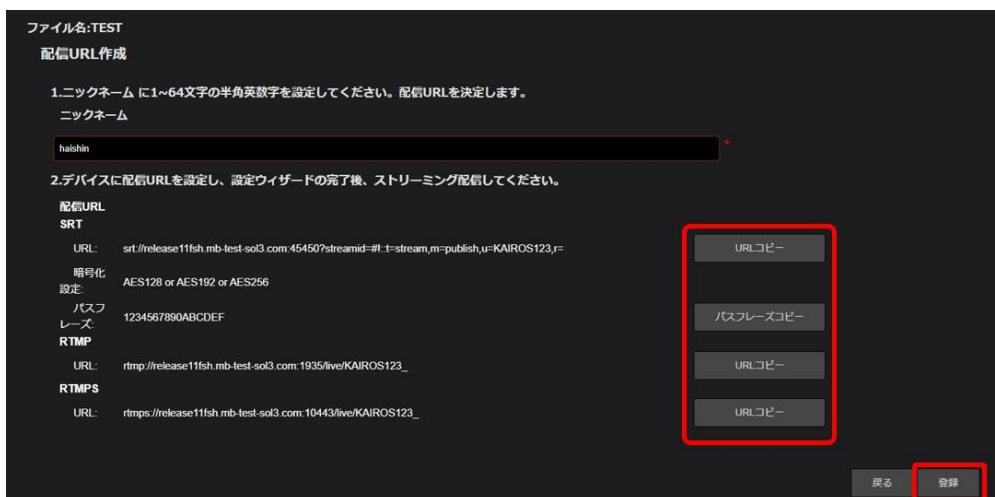 ファイル名:TEST
配信URL作成
1.ニックネーム に1~64文字の半角英数字を設定してください。配信URLを決定します。
ニックネーム
haishin
*
2.デバイスに配信URLを設定し、設定ウィザードの完了後、ストリーミング配信してください。
配信URL
SRT
URL: srt://release11fsh.mb-test-sol3.com:45450?streamid=#!::t=stream,m=publish,u=KAIROS123,r= URLコピー
暗号化
設定: AES128 or AES192 or AES256
パスフ
レーズ: 1234567890ABCDEF パスフレーズコピー
RTMP
URL: rtmp://release11fsh.mb-test-sol3.com:1935/live/KAIROS123_ URLコピー
RTMPS
URL: rtmps://release11fsh.mb-test-sol3.com:10443/live/KAIROS123_ URLコピー
戻る 登録